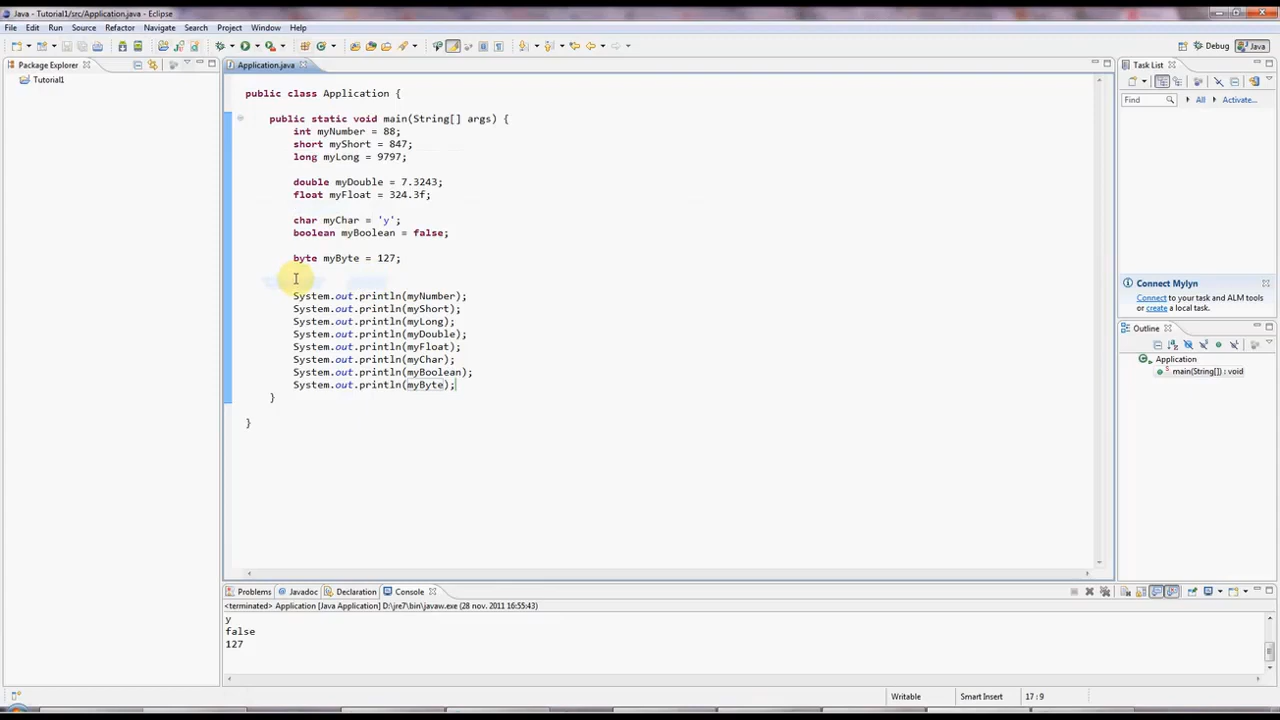 Java - Tutorial1/src/Application.java - Eclipse
File Edit Run Source Refactor Navigate Search Project Window Help
Debug Java
Package Explorer
Tutorial1
Application.java
public class Application {
public static void main(String[] args) {
int myNumber = 88;
short myShort = 847;
long myLong = 9797;
double myDouble = 7.3243;
float myFloat = 324.3f;
char myChar = 'y';
boolean myBoolean = false;
byte myByte = 127;
System.out.println(myNumber);
System.out.println(myShort);
System.out.println(myLong);
System.out.println(myDouble);
System.out.println(myFloat);
System.out.println(myChar);
System.out.println(myBoolean);
System.out.println(myByte);
}
}
Task List
Find All Activate...
Connect Mylyn
Connect to your task and ALM tools
or create a local task.
Outline
Application
main(String[]) : void
Problems Javadoc Declaration Console
<terminated> Application [Java Application] D:\jre7\bin\javaw.exe (28 nov. 2011 16:55:43)
y
false
127
Writable Smart Insert 17 : 9